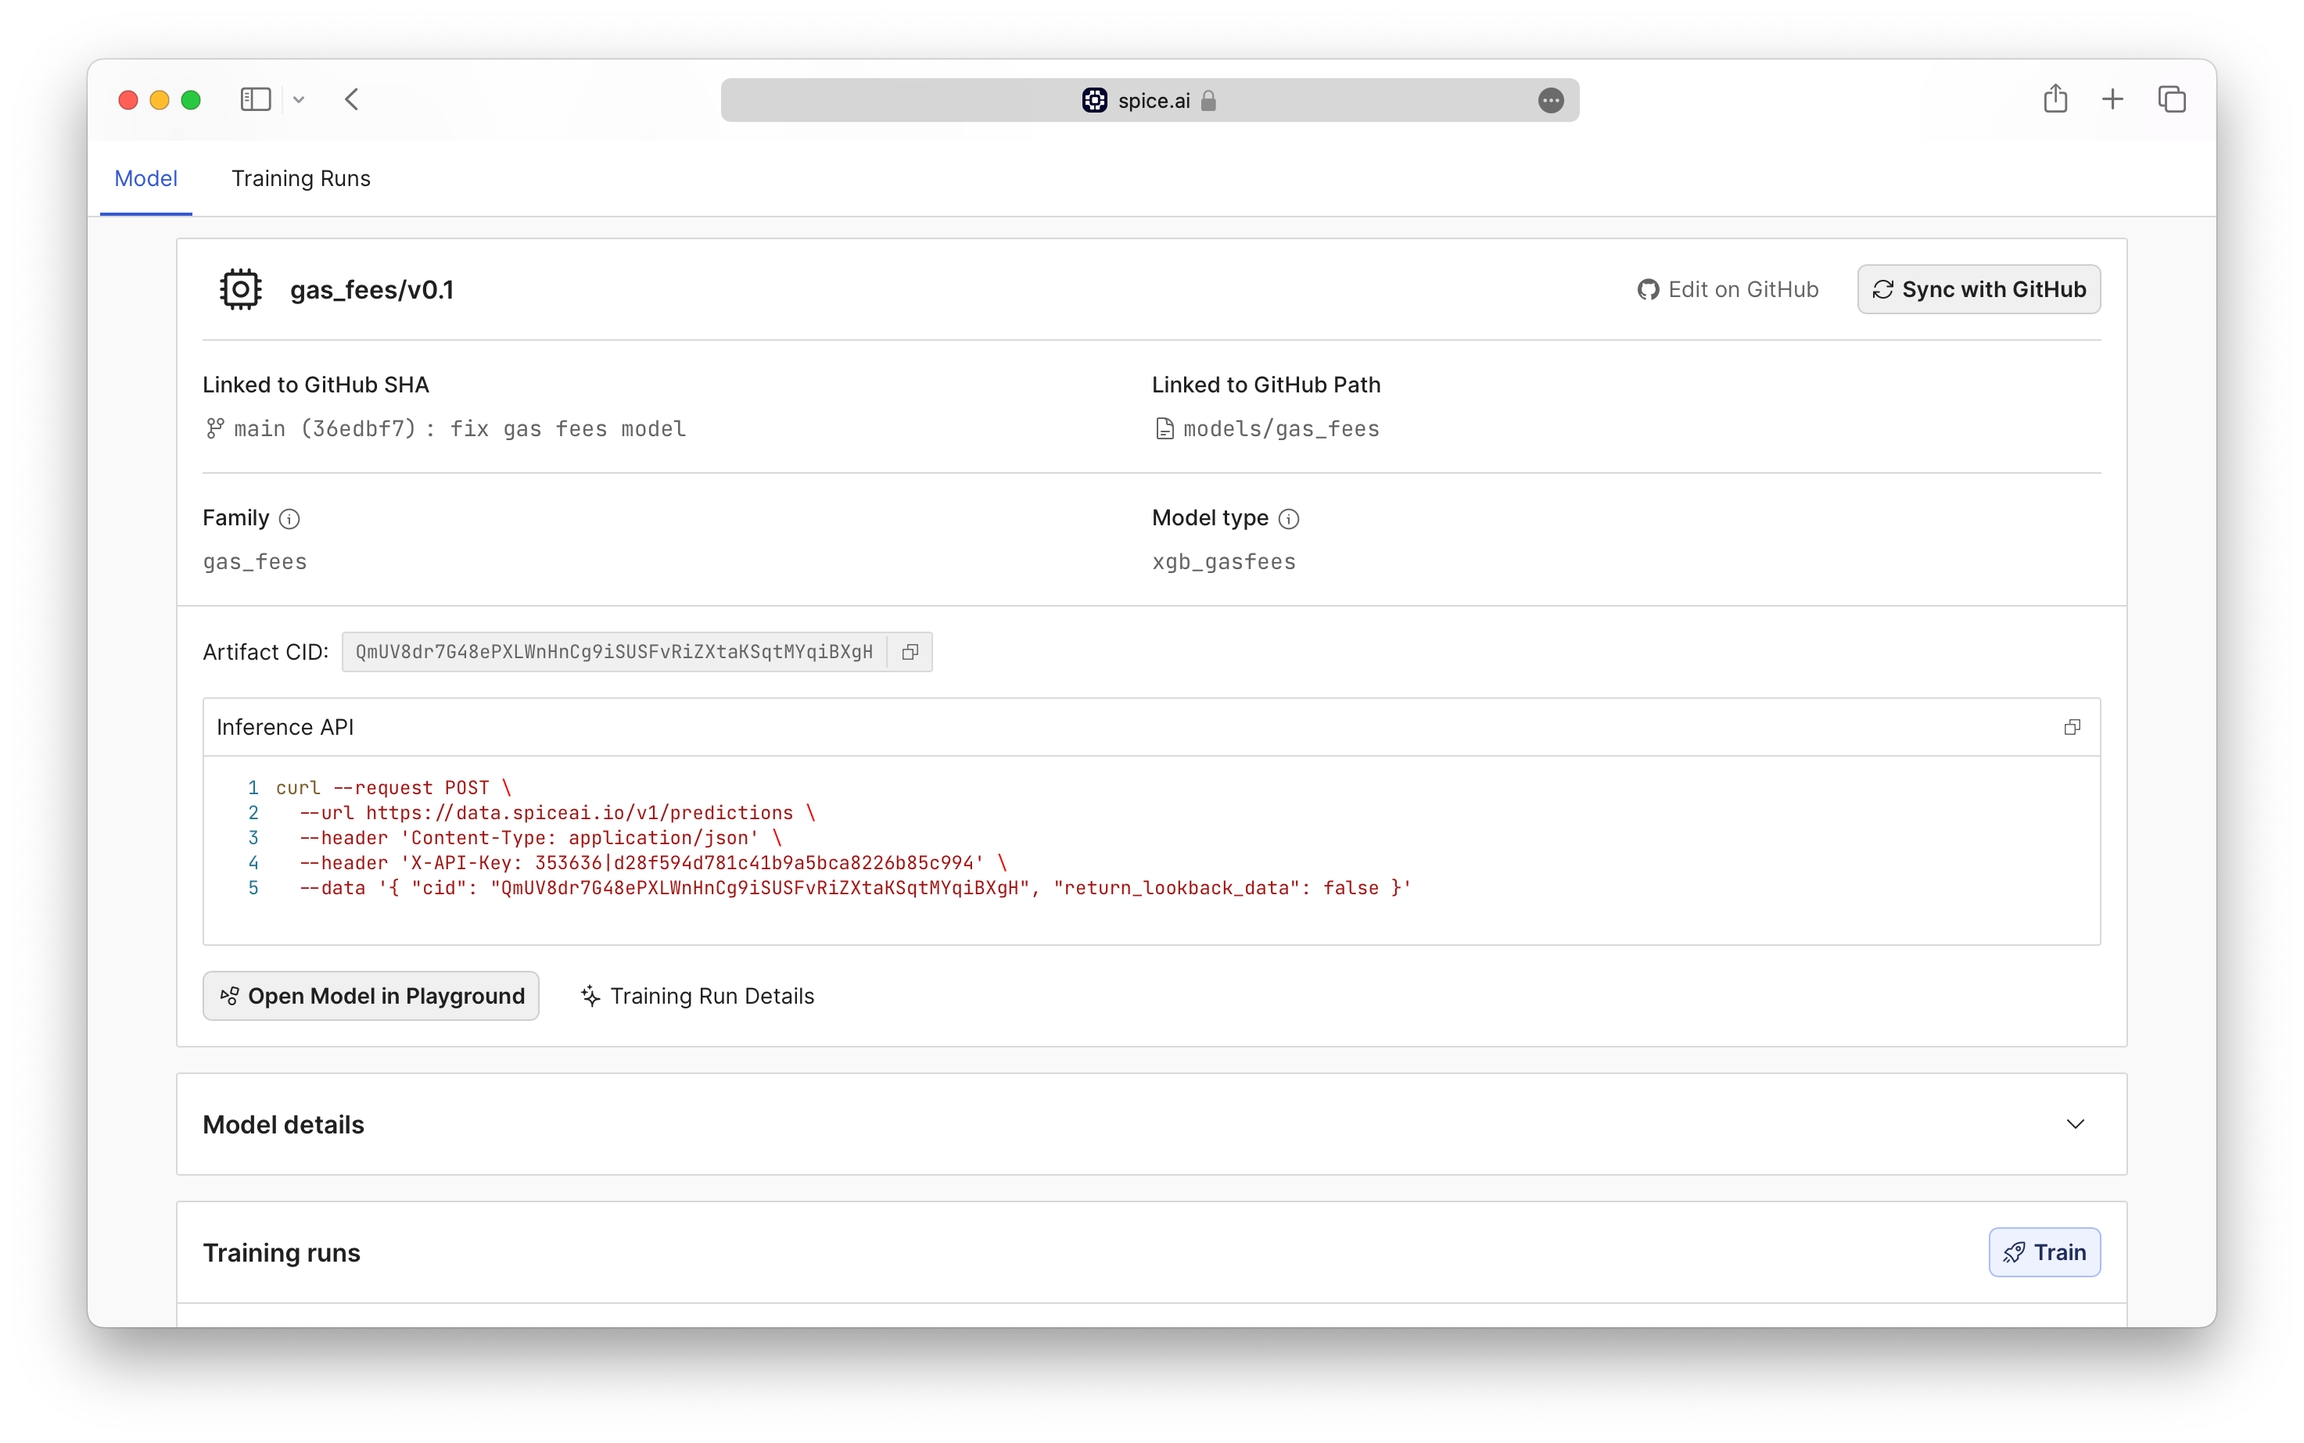 spice.ai
Model
Training Runs
gas_fees/v0.1
Edit on GitHub
Sync with GitHub
Linked to GitHub SHA
main (36edbf7) : fix gas fees model
Linked to GitHub Path
models/gas_fees
Family
gas_fees
Model type
xgb_gasfees
Artifact CID: QmUV8dr7G48ePXLWnHnCg9iSUSFvRiZXtaKSqtMYqiBXgH
Inference API
1 curl --request POST \
2 --url https://data.spiceai.io/v1/predictions \
3 --header 'Content-Type: application/json' \
4 --header 'X-API-Key: 353636|d28f594d781c41b9a5bca8226b85c994' \
5 --data '{ "cid": "QmUV8dr7G48ePXLWnHnCg9iSUSFvRiZXtaKSqtMYqiBXgH", "return_lookback_data": false }'
Open Model in Playground
Training Run Details
Model details
Training runs
Train